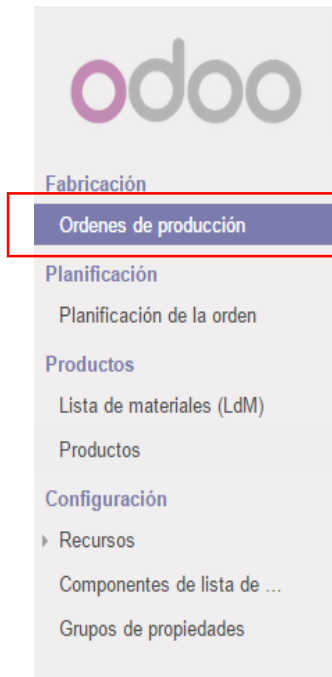 odoo
Fabricación
Ordenes de producción
Planificación
Planificación de la orden
Productos
Lista de materiales (LdM)
Productos
Configuración
Recursos
Componentes de lista de ...
Grupos de propiedades